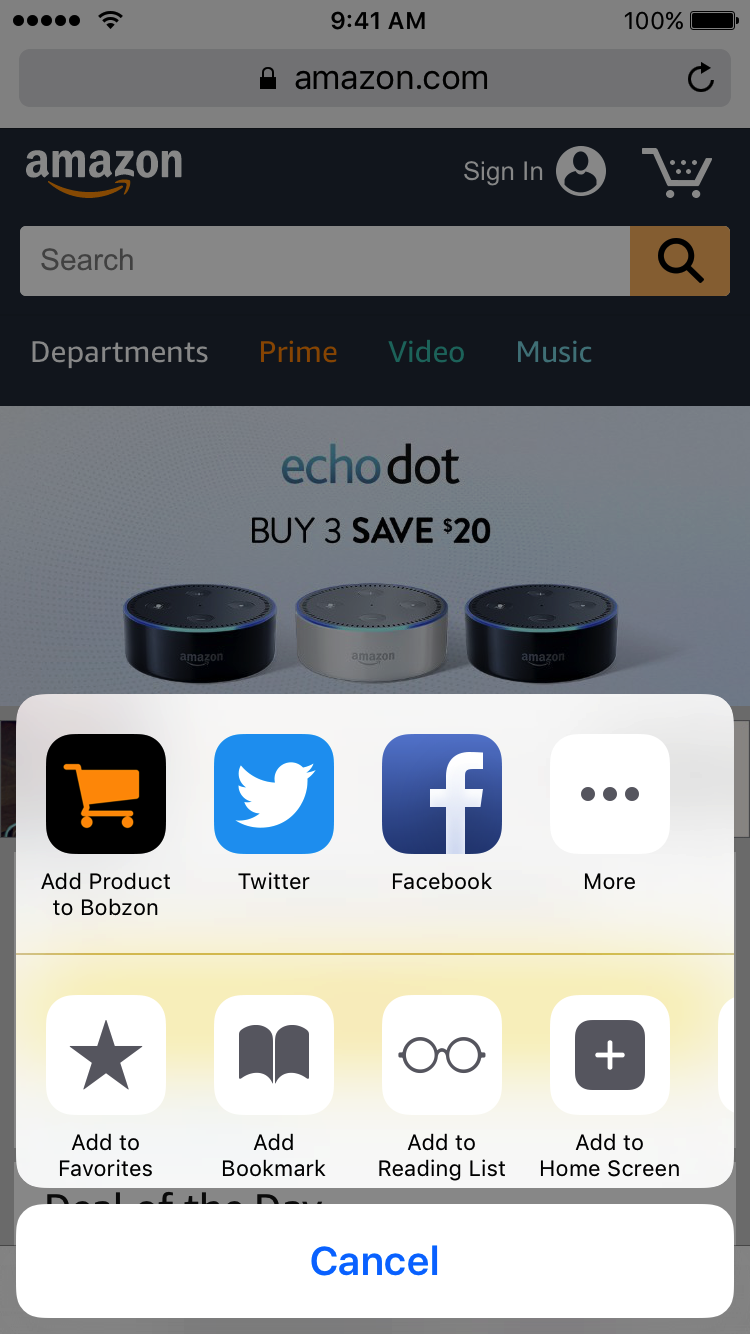 9:41 AM 100%
amazon.com
amazon Sign In
Search
Departments Prime Video Music
echo dot
BUY 3 SAVE $20
amazon amazon amazon
Add Product to Bobzon
Twitter
Facebook
More
Add to Favorites
Add Bookmark
Add to Reading List
Add to Home Screen
Deal of the Day
Cancel